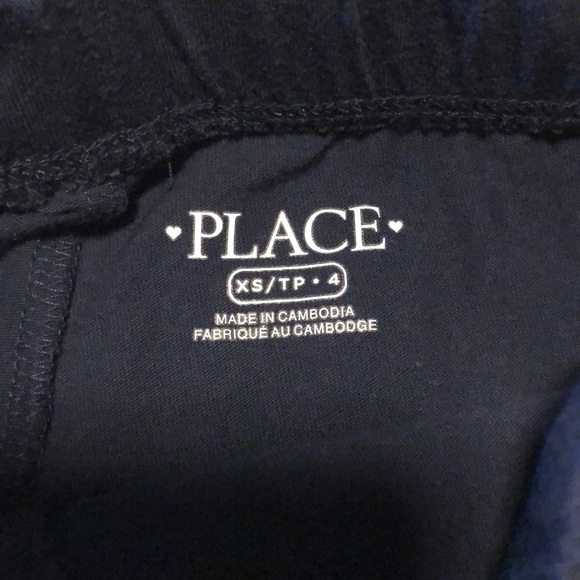 ♥PLACE♥
XS/TP • 4
MADE IN CAMBODIA
FABRIQUÉ AU CAMBODGE